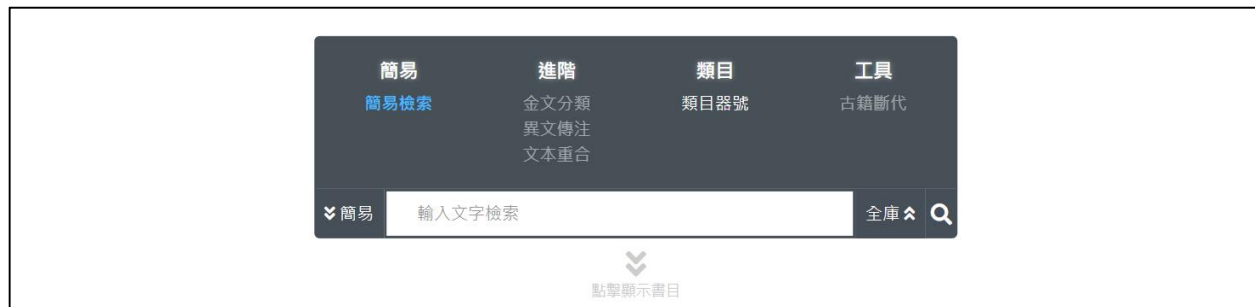 簡易 進階 類目 工具
簡易檢索 金文分類 類目器號 古籍斷代
異文傳注
文本重合
簡易 輸入文字檢索 全庫
點擊顯示書目